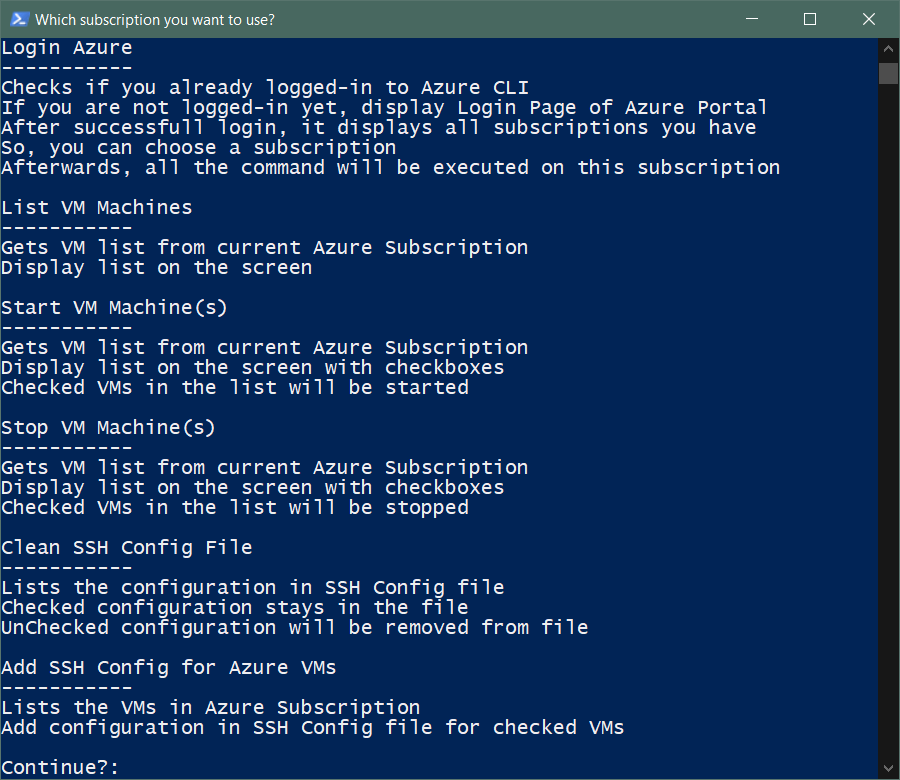 Which subscription you want to use?
Login Azure
-----------
Checks if you already logged-in to Azure CLI
If you are not logged-in yet, display Login Page of Azure Portal
After successfull login, it displays all subscriptions you have
So, you can choose a subscription
Afterwards, all the command will be executed on this subscription
List VM Machines
-----------
Gets VM list from current Azure Subscription
Display list on the screen
Start VM Machine(s)
-----------
Gets VM list from current Azure Subscription
Display list on the screen with checkboxes
Checked VMs in the list will be started
Stop VM Machine(s)
-----------
Gets VM list from current Azure Subscription
Display list on the screen with checkboxes
Checked VMs in the list will be stopped
Clean SSH Config File
-----------
Lists the configuration in SSH Config file
Checked configuration stays in the file
UnChecked configuration will be removed from file
Add SSH Config for Azure VMs
-----------
Lists the VMs in Azure Subscription
Add configuration in SSH Config file for checked VMs
Continue?: